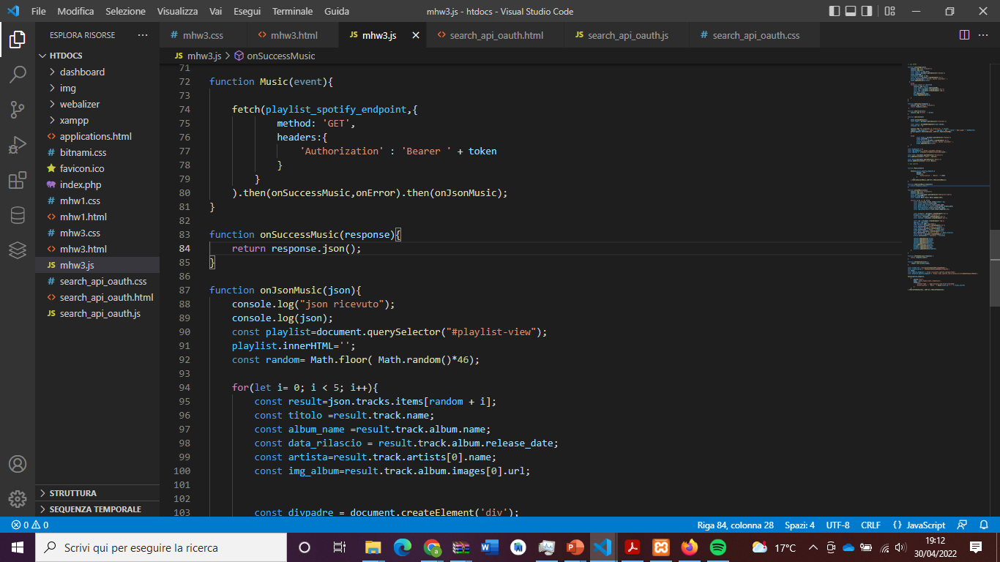 File Modifica Selezione Visualizza Vai Esegui Terminale Guida mhw3.js - htdocs - Visual Studio Code
ESPLORA RISORSE ···
HTDOCS
dashboard
img
webalizer
xampp
applications.html
bitnami.css
favicon.ico
index.php
mhw1.css
mhw1.html
mhw3.css
mhw3.html
JS mhw3.js
search_api_oauth.css
search_api_oauth.html
JS search_api_oauth.js
STRUTTURA
SEQUENZA TEMPORALE
# mhw3.css <> mhw3.html JS mhw3.js <> search_api_oauth.html JS search_api_oauth.js # search_api_oauth.css
JS mhw3.js > onSuccessMusic
71
72 function Music(event){
73
74 fetch(playlist_spotify_endpoint,{
75 method: 'GET',
76 headers:{
77 'Authorization' : 'Bearer ' + token
78 }
79 }
80 ).then(onSuccessMusic,onError).then(onJsonMusic);
81 }
82
83 function onSuccessMusic(response){
84 return response.json();
85 }
86
87 function onJsonMusic(json){
88 console.log("json ricevuto");
89 console.log(json);
90 const playlist=document.querySelector("#playlist-view");
91 playlist.innerHTML='';
92 const random= Math.floor( Math.random()*46);
93
94 for(let i= 0; i < 5; i++){
95 const result=json.tracks.items[random + i];
96 const titolo =result.track.name;
97 const album_name =result.track.album.name;
98 const data_rilascio = result.track.album.release_date;
99 const artista=result.track.artists[0].name;
100 const img_album=result.track.album.images[0].url;
101
102
103 const divpadre = document.createElement('div');
0 0 Riga 84, colonna 28 Spazi: 4 UTF-8 CRLF {} JavaScript
Scrivi qui per eseguire la ricerca 17°C 19:12
30/04/2022